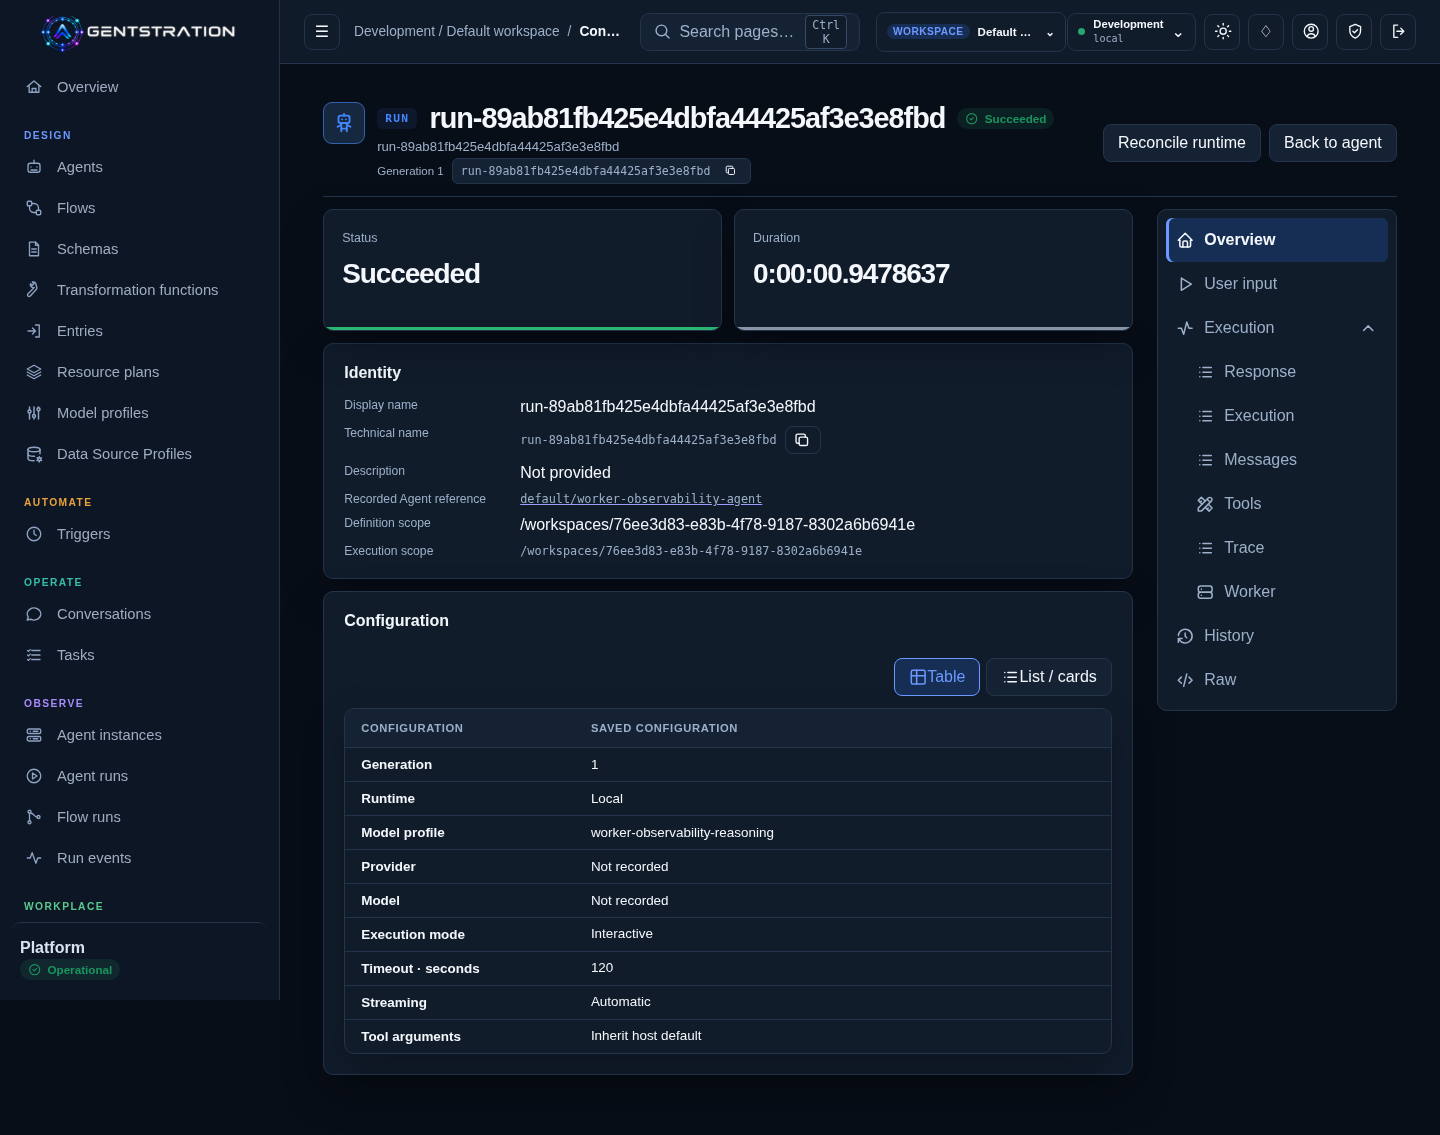 GENTSTRATION
Overview
DESIGN
Agents
Flows
Schemas
Transformation functions
Entries
Resource plans
Model profiles
Data Source Profiles
AUTOMATE
Triggers
OPERATE
Conversations
Tasks
OBSERVE
Agent instances
Agent runs
Flow runs
Run events
WORKPLACE
Platform
Operational
Development / Default workspace / Con…
Search pages…
Ctrl
K
WORKSPACE Default …
Development
local
RUN run-89ab81fb425e4dbfa44425af3e3e8fbd Succeeded
run-89ab81fb425e4dbfa44425af3e3e8fbd
Generation 1 run-89ab81fb425e4dbfa44425af3e3e8fbd
Reconcile runtime
Back to agent
Status
Succeeded
Duration
0:00:00.9478637
Identity
Display name run-89ab81fb425e4dbfa44425af3e3e8fbd
Technical name run-89ab81fb425e4dbfa44425af3e3e8fbd
Description Not provided
Recorded Agent reference default/worker-observability-agent
Definition scope /workspaces/76ee3d83-e83b-4f78-9187-8302a6b6941e
Execution scope /workspaces/76ee3d83-e83b-4f78-9187-8302a6b6941e
Configuration
Table List / cards
CONFIGURATION SAVED CONFIGURATION
Generation 1
Runtime Local
Model profile worker-observability-reasoning
Provider Not recorded
Model Not recorded
Execution mode Interactive
Timeout · seconds 120
Streaming Automatic
Tool arguments Inherit host default
Overview
User input
Execution
Response
Execution
Messages
Tools
Trace
Worker
History
Raw